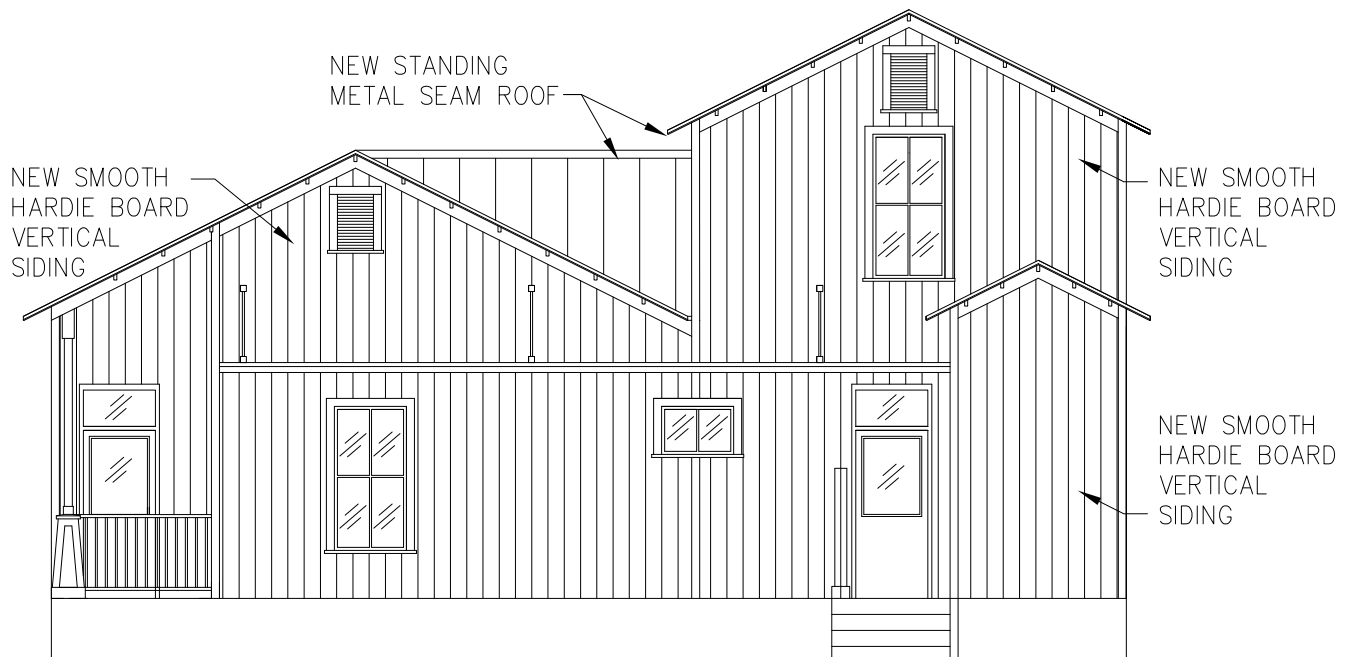 NEW STANDING
METAL SEAM ROOF
NEW SMOOTH
HARDIE BOARD
VERTICAL
SIDING
NEW SMOOTH
HARDIE BOARD
VERTICAL
SIDING
NEW SMOOTH
HARDIE BOARD
VERTICAL
SIDING